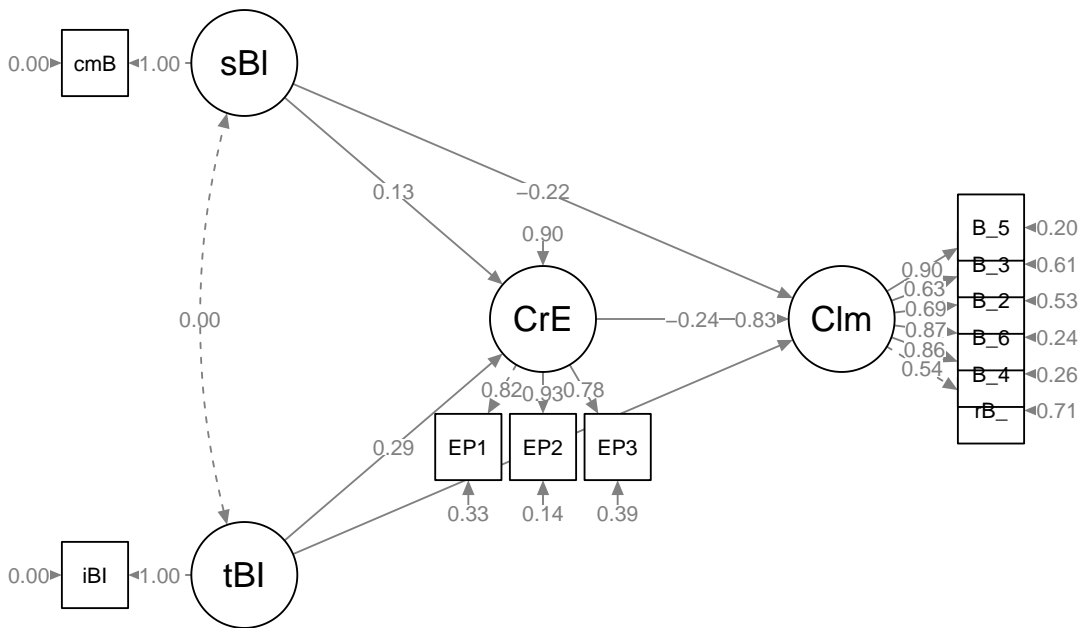 sBI
0.00
cmB
1.00
0.13
−0.22
0.90
B_5
0.20
0.90
B_3
0.61
0.63
B_2
0.53
0.00
CrE
−0.24
0.83
Clm
0.69
B_6
0.24
0.87
0.86
B_4
0.26
0.54
0.82
0.93
0.78
rB_
0.71
0.29
EP1
EP2
EP3
0.33
0.14
0.39
0.00
iBI
1.00
tBI